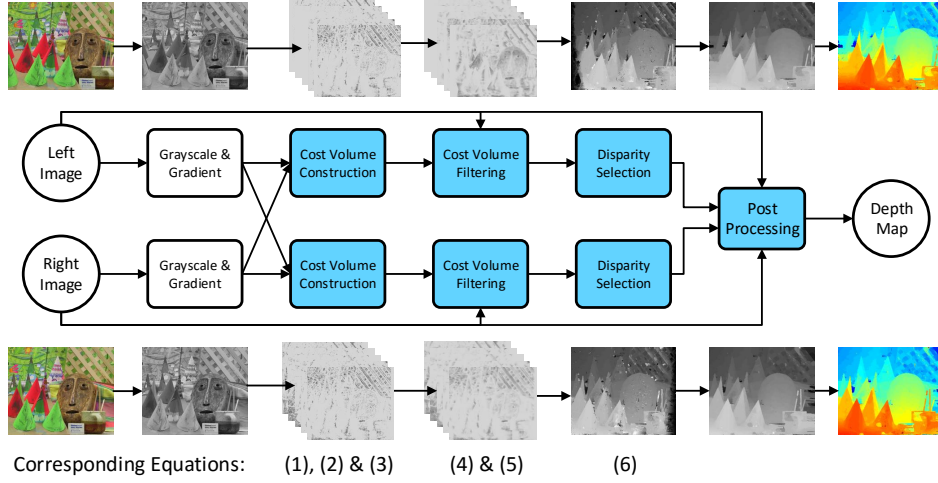 Left
Image
Grayscale &
Gradient
Cost Volume
Construction
Cost Volume
Filtering
Disparity
Selection
Post
Processing
Depth
Map
Right
Image
Grayscale &
Gradient
Cost Volume
Construction
Cost Volume
Filtering
Disparity
Selection
Corresponding Equations: (1), (2) & (3) (4) & (5) (6)